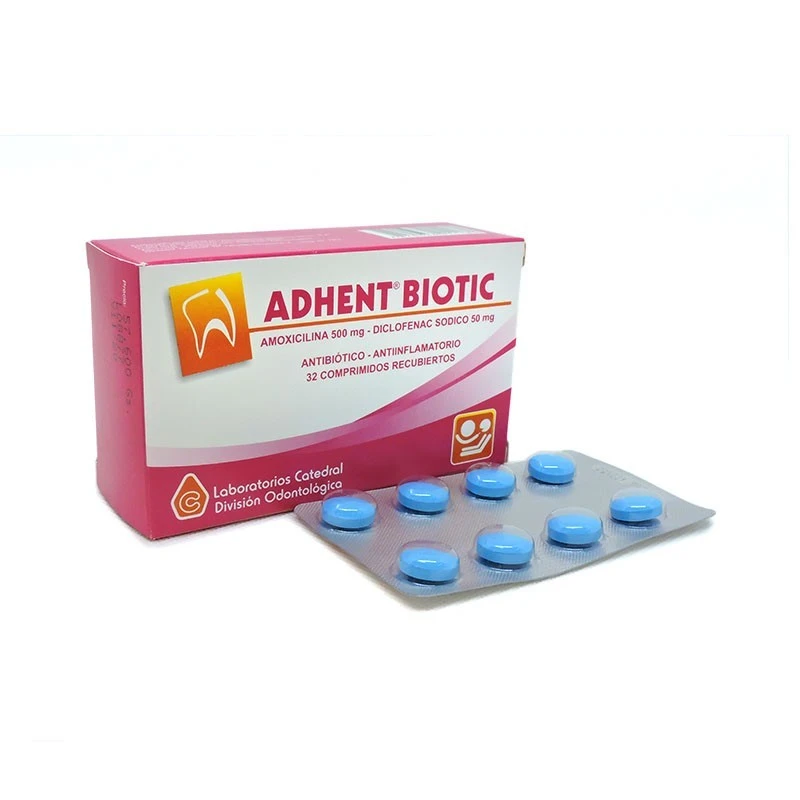 ADHENT® BIOTIC
AMOXICILINA 500 mg - DICLOFENAC SODICO 50 mg
ANTIBIÓTICO - ANTIINFLAMATORIO
32 COMPRIMIDOS RECUBIERTOS
C
Laboratorios Catedral
División Odontológica